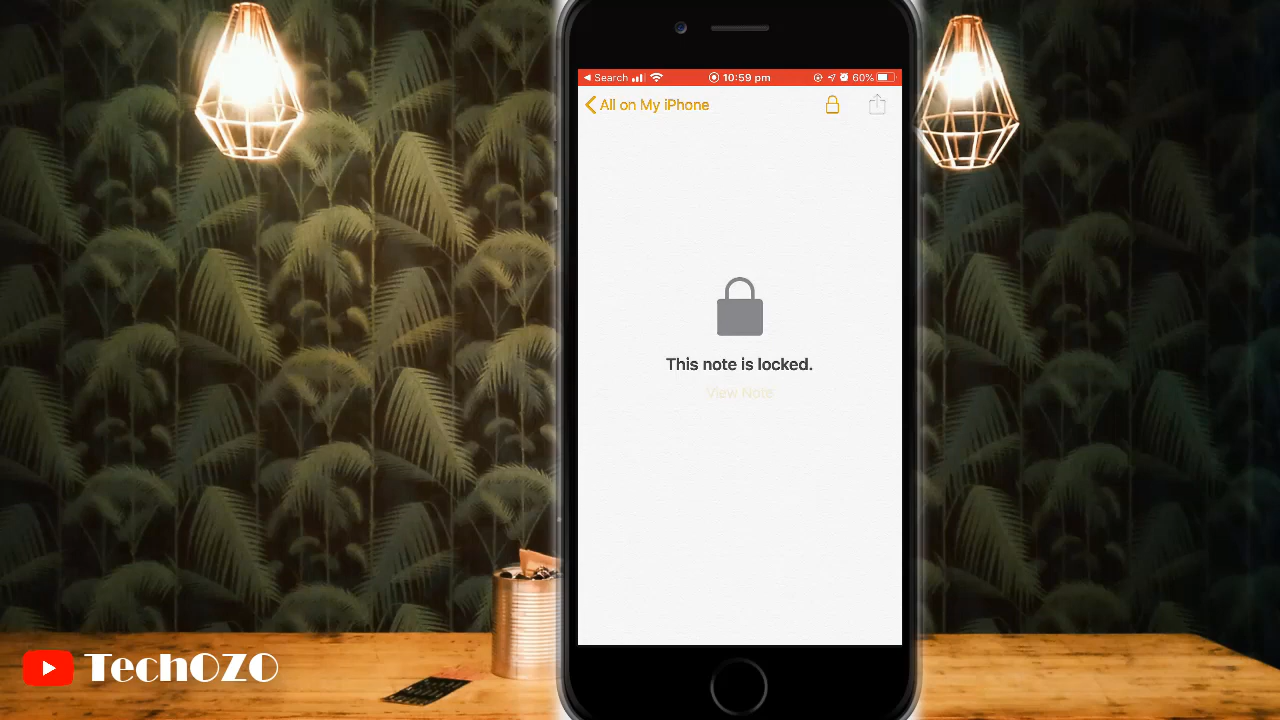 Search 10:59 pm 60%
All on My iPhone
This note is locked.
View Note
TechOZO